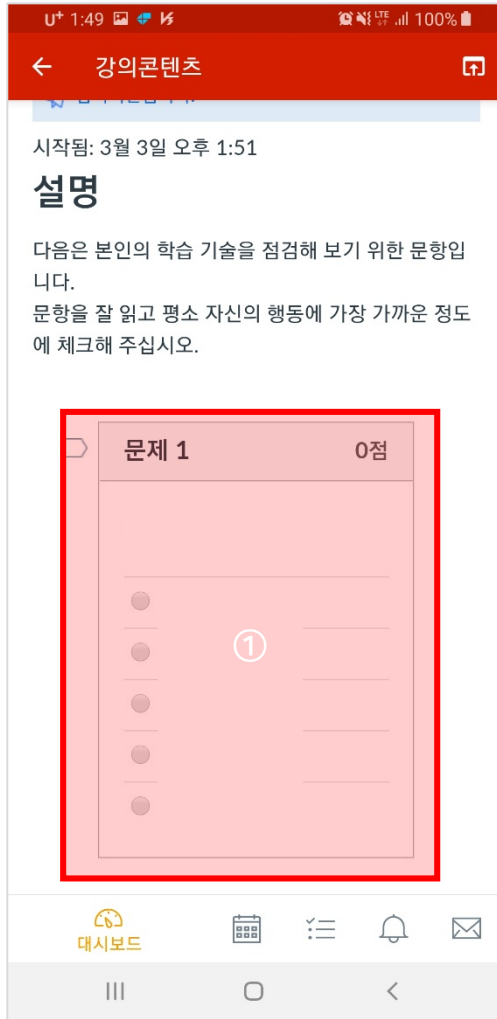 U+ 1:49 LTE 100%
강의콘텐츠
시작됨: 3월 3일 오후 1:51
설명
다음은 본인의 학습 기술을 점검해 보기 위한 문항입
니다.
문항을 잘 읽고 평소 자신의 행동에 가장 가까운 정도
에 체크해 주십시오.
문제 1 0점
①
대시보드